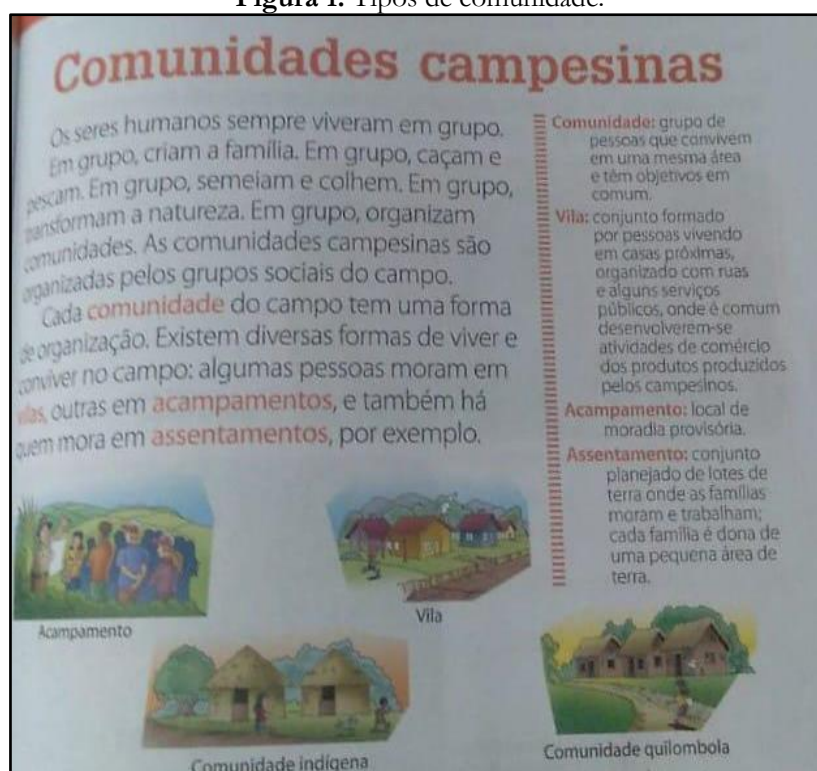 Figura 1. Tipos de comunidade.
Comunidades campesinas
Os seres humanos sempre viveram em grupo.
Em grupo, criam a família. Em grupo, caçam e
pescam. Em grupo, semeiam e colhem. Em grupo,
transformam a natureza. Em grupo, organizam
comunidades. As comunidades campesinas são
organizadas pelos grupos sociais do campo.
Cada comunidade do campo tem uma forma
de organização. Existem diversas formas de viver e
conviver no campo: algumas pessoas moram em
vilas, outras em acampamentos, e também há
quem mora em assentamentos, por exemplo.
Comunidade: grupo de
pessoas que convivem
em uma mesma área
e têm objetivos em
comum.
Vila: conjunto formado
por pessoas vivendo
em casas próximas,
organizado com ruas
e alguns serviços
públicos, onde é comum
desenvolverem-se
atividades de comércio
dos produtos produzidos
pelos campesinos.
Acampamento: local de
moradia provisória.
Assentamento: conjunto
planejado de lotes de
terra onde as famílias
moram e trabalham;
cada família é dona de
uma pequena área de
terra.
Acampamento
Vila
Comunidade indígena
Comunidade quilombola